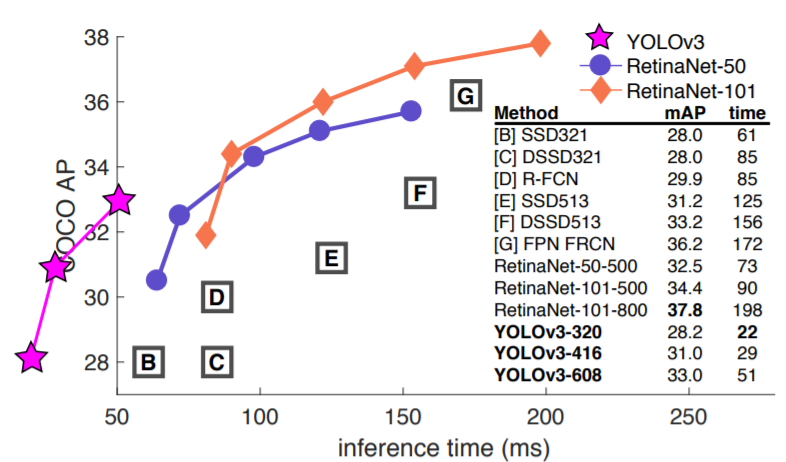 38
36
34
32
30
28
COCO AP
50
100
150
200
250
inference time (ms)
B
C
D
E
F
G
YOLOv3
RetinaNet-50
RetinaNet-101
Method mAP time
[B] SSD321 28.0 61
[C] DSSD321 28.0 85
[D] R-FCN 29.9 85
[E] SSD513 31.2 125
[F] DSSD513 33.2 156
[G] FPN FRCN 36.2 172
RetinaNet-50-500 32.5 73
RetinaNet-101-500 34.4 90
RetinaNet-101-800 37.8 198
YOLOv3-320 28.2 22
YOLOv3-416 31.0 29
YOLOv3-608 33.0 51